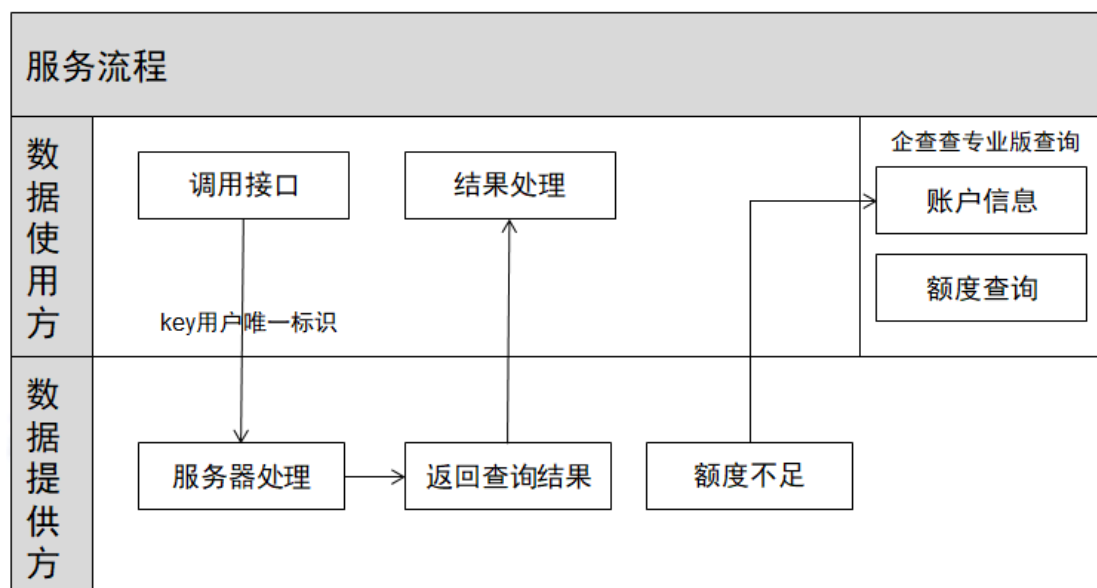 服务流程
数据使用方
调用接口
结果处理
企查查专业版查询
账户信息
额度查询
key用户唯一标识
数据提供方
服务器处理
返回查询结果
额度不足